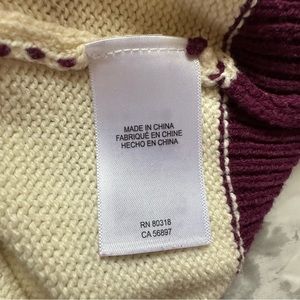 MADE IN CHINA
FABRIQUÉ EN CHINE
HECHO EN CHINA
RN 80318
CA 56897